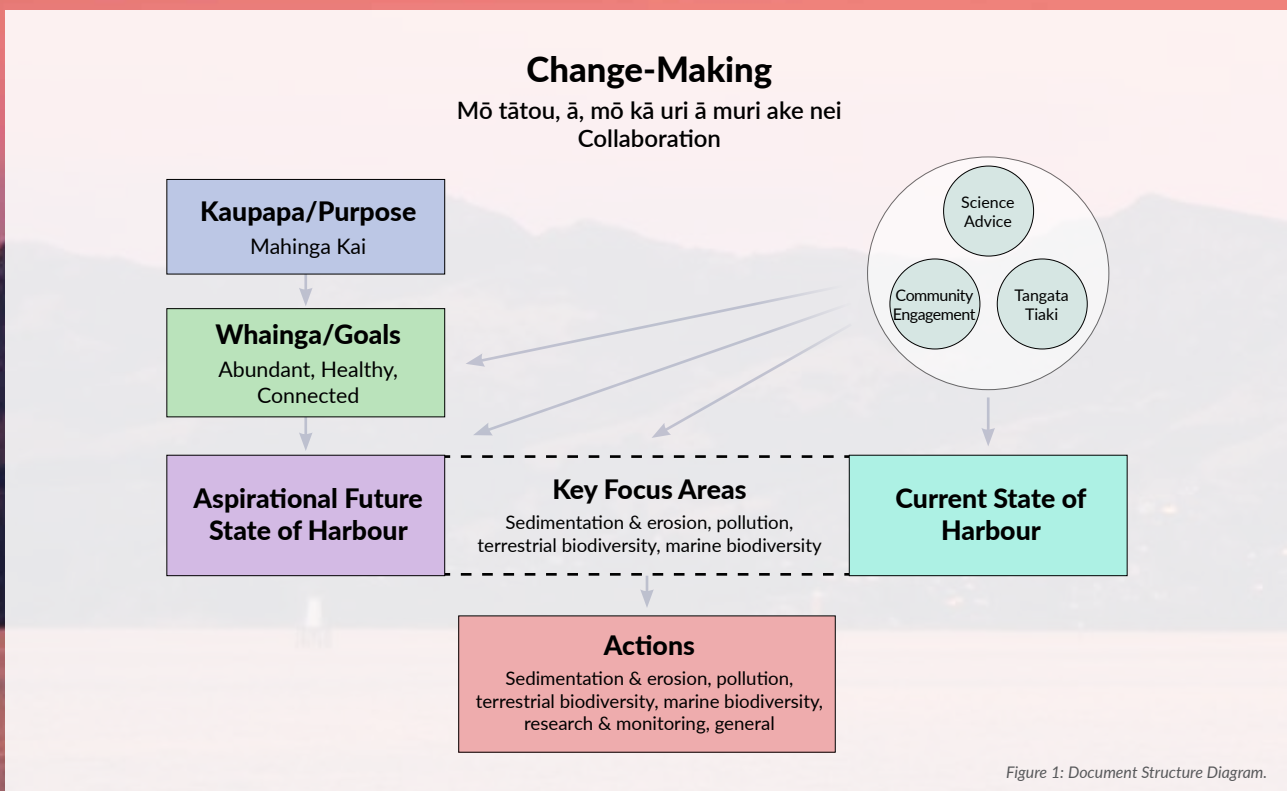 Change-Making
Mō tātou, ā, mō kā uri ā muri ake nei
Collaboration
Kaupapa/Purpose
Mahinga Kai
Whainga/Goals
Abundant, Healthy,
Connected
Science
Advice
Community
Engagement
Tangata
Tiaki
Aspirational Future
State of Harbour
Key Focus Areas
Sedimentation & erosion, pollution,
terrestrial biodiversity, marine biodiversity
Current State of
Harbour
Actions
Sedimentation & erosion, pollution,
terrestrial biodiversity, marine biodiversity,
research & monitoring, general
Figure 1: Document Structure Diagram.